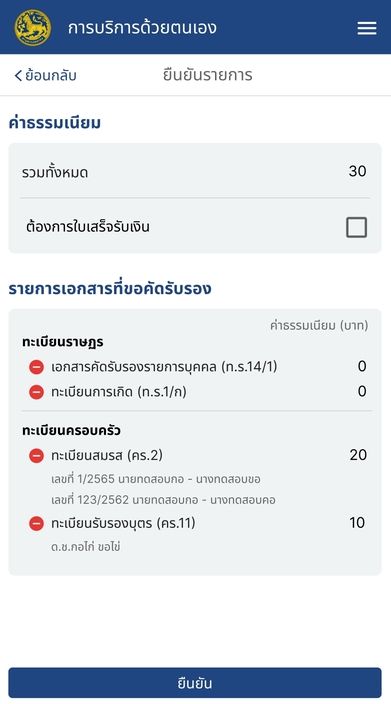 การบริการด้วยตนเอง
ย้อนกลับ ยืนยันรายการ
ค่าธรรมเนียม
รวมทั้งหมด 30
ต้องการใบเสร็จรับเงิน
รายการเอกสารที่ขอคัดรับรอง
ค่าธรรมเนียม (บาท)
ทะเบียนราษฎร
เอกสารคัดรับรองรายการบุคคล (ท.ร.14/1) 0
ทะเบียนการเกิด (ท.ร.1/ก) 0
ทะเบียนครอบครัว
ทะเบียนสมรส (คร.2) 20
เลขที่ 1/2565 นายทดสอบกอ - นางทดสอบขอ
เลขที่ 123/2562 นายทดสอบกอ - นางทดสอบคอ
ทะเบียนรับรองบุตร (คร.11) 10
ด.ช.กอไก่ ขอไข่
ยืนยัน